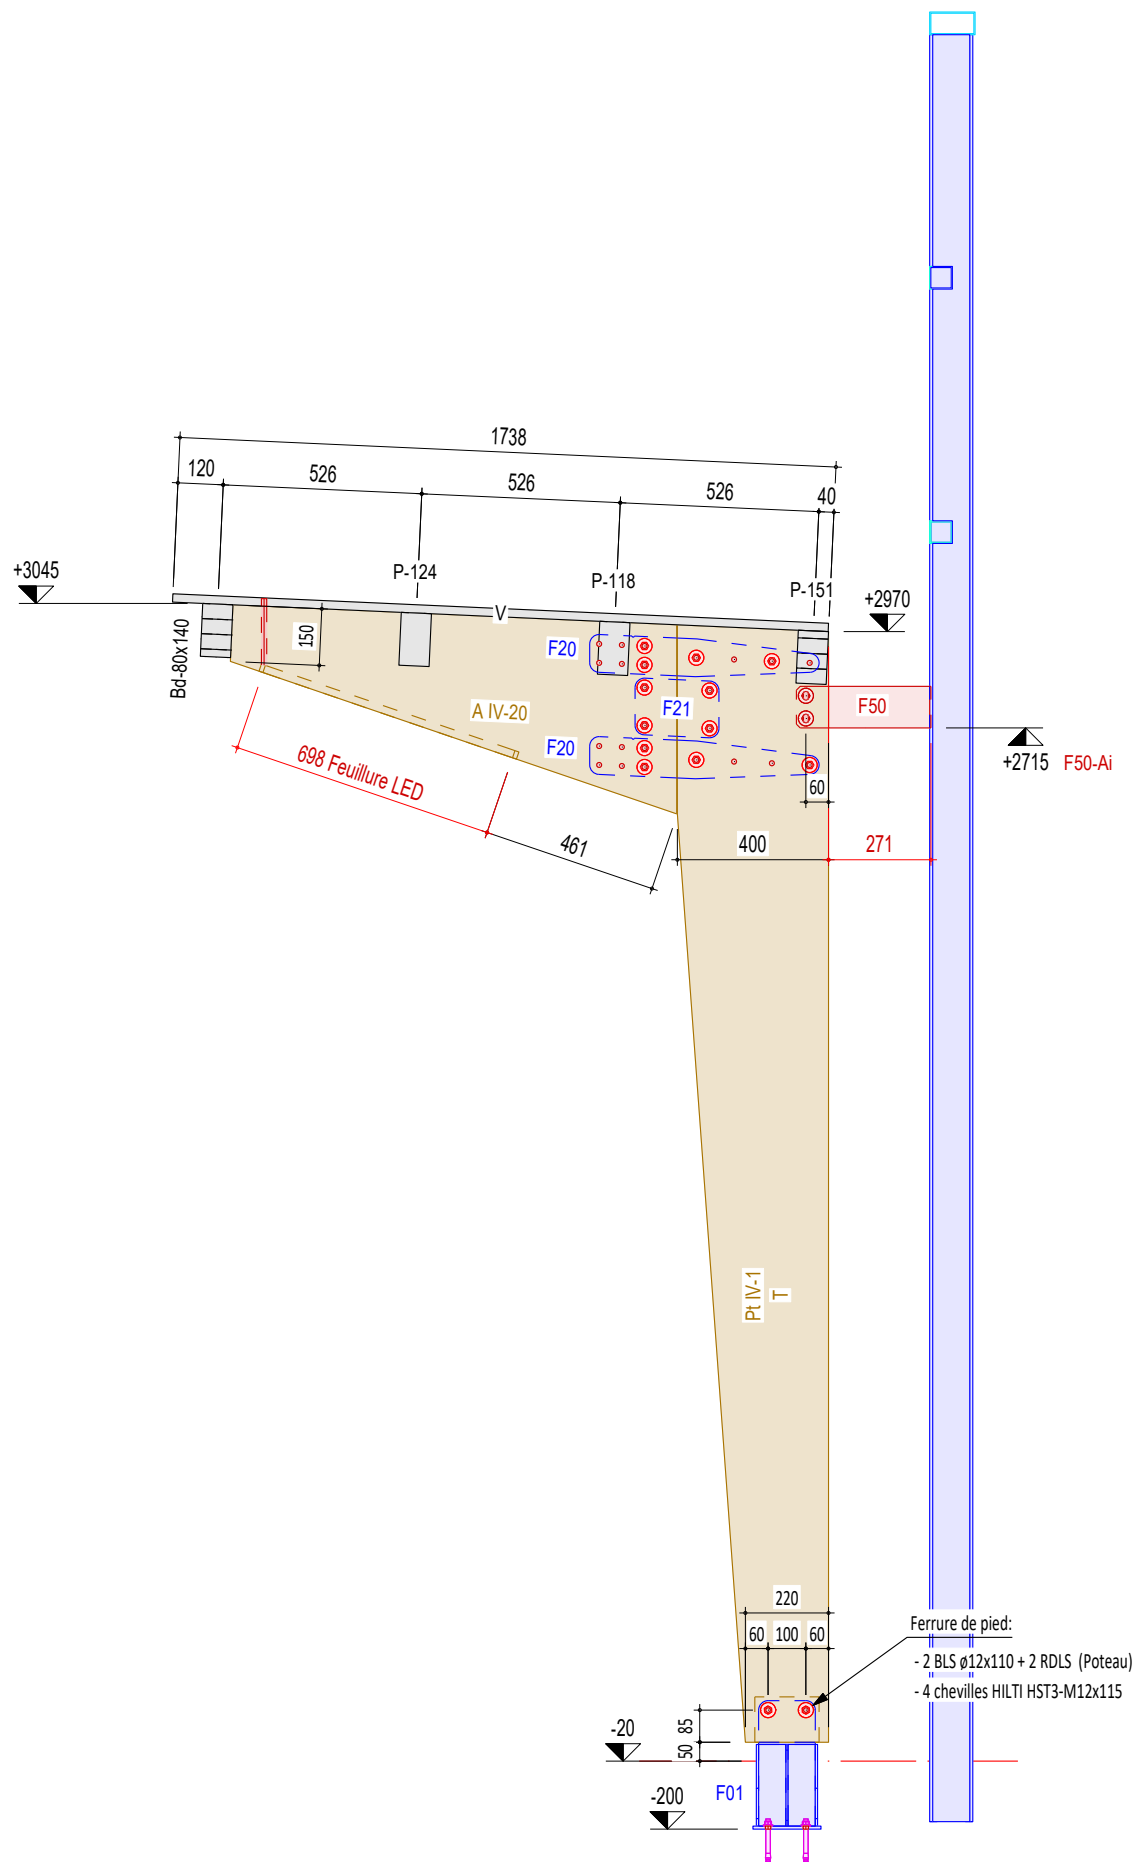 1738
120
526
526
526
40
+3045
P-124
P-118
P-151
+2970
V
Bd-80x140
150
F20
A IV-20
F21
F50
F20
+2715
F50-Ai
698 Feuillure LED
60
461
400
271
Pt IV-1
T
220
60
100
60
Ferrure de pied:
- 2 BLS ø12x110 + 2 RDLS (Poteau)
- 4 chevilles HILTI HST3-M12x115
85
50
-20
F01
-200